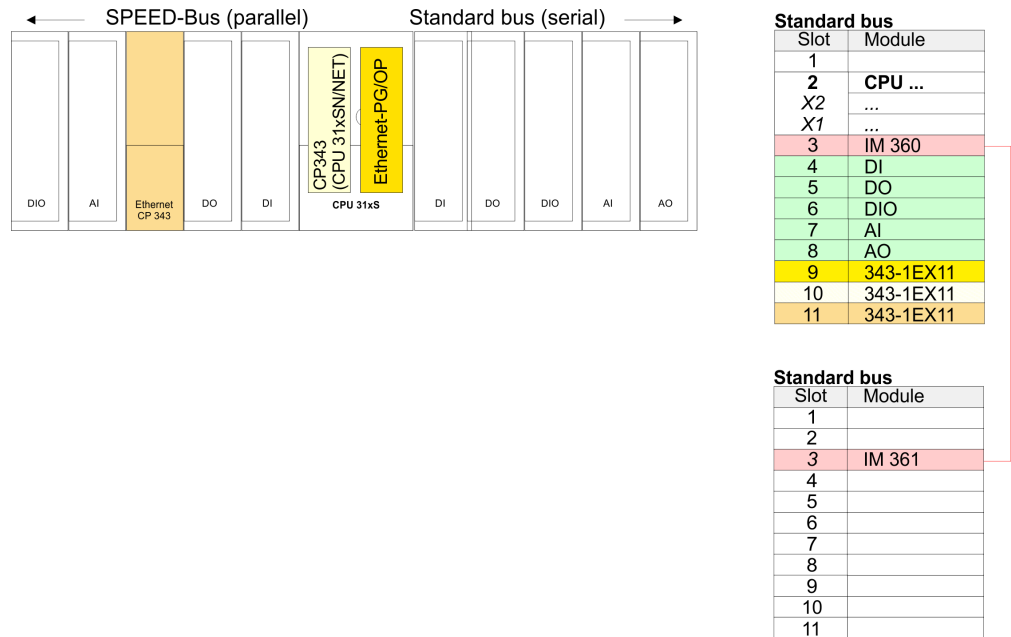 SPEED-Bus (parallel)
Standard bus (serial)
DIO
AI
Ethernet
CP 343
DO
DI
CP343
(CPU 31xSN/NET)
Ethernet-PG/OP
CPU 31xS
DI
DO
DIO
AI
AO
Standard bus
Slot Module
1
2 CPU ...
X2 ...
X1 ...
3 IM 360
4 DI
5 DO
6 DIO
7 AI
8 AO
9 343-1EX11
10 343-1EX11
11 343-1EX11
Standard bus
Slot Module
1
2
3 IM 361
4
5
6
7
8
9
10
11